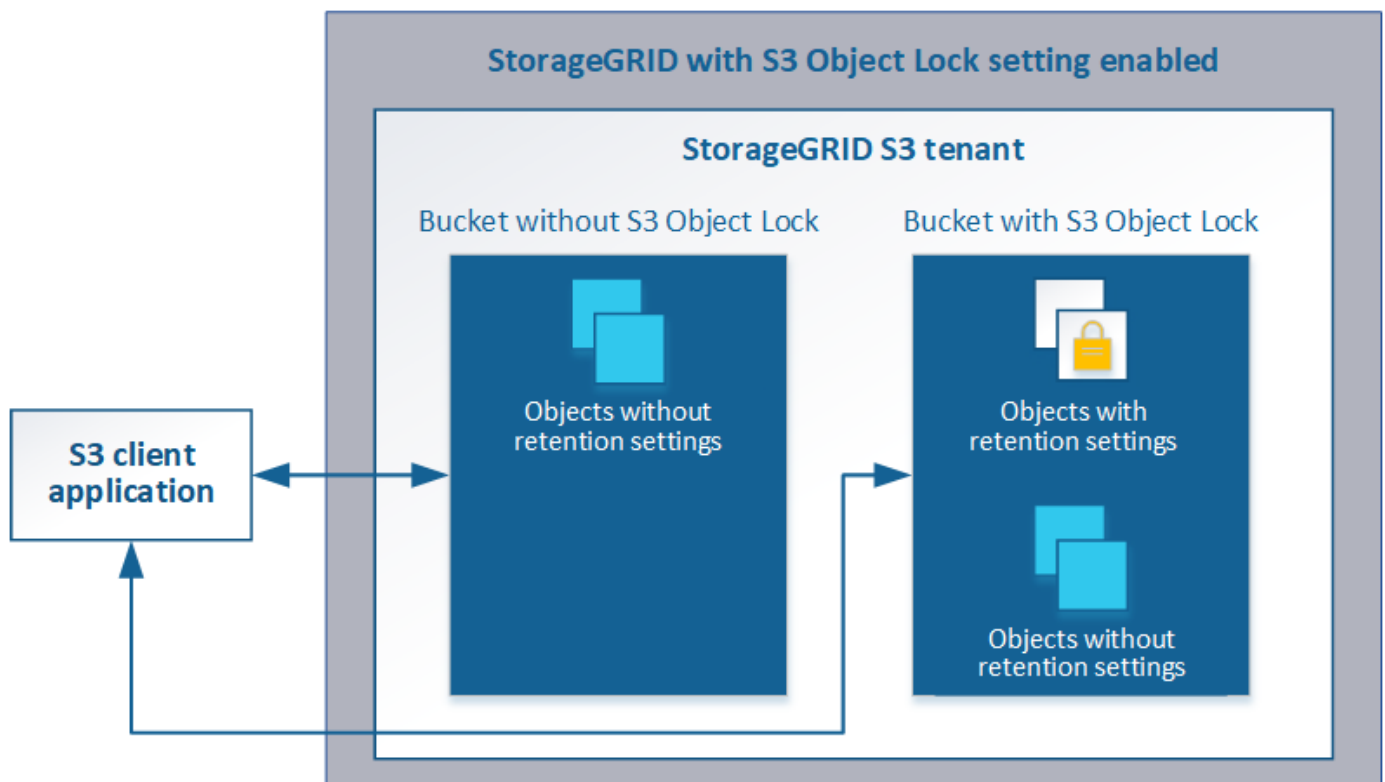 StorageGRID with S3 Object Lock setting enabled
StorageGRID S3 tenant
Bucket without S3 Object Lock
Bucket with S3 Object Lock
Objects without
retention settings
Objects with
retention settings
Objects without
retention settings
S3 client
application